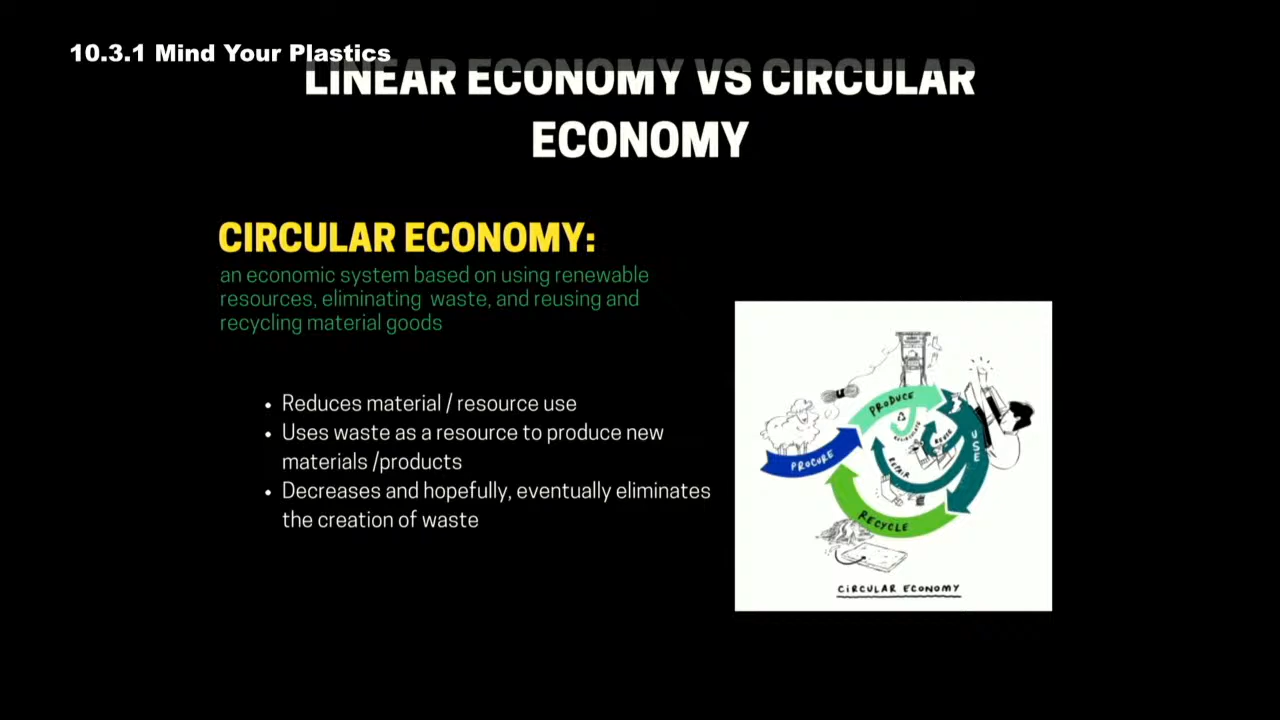 10.3.1 Mind Your Plastics
LINEAR ECONOMY VS CIRCULAR
ECONOMY
CIRCULAR ECONOMY:
an economic system based on using renewable
resources, eliminating waste, and reusing and
recycling material goods
• Reduces material / resource use
• Uses waste as a resource to produce new
materials /products
• Decreases and hopefully, eventually eliminates
the creation of waste
PRODUCE
PROCURE
USE
REUSE
REPAIR
RECYCLE
CIRCULAR ECONOMY